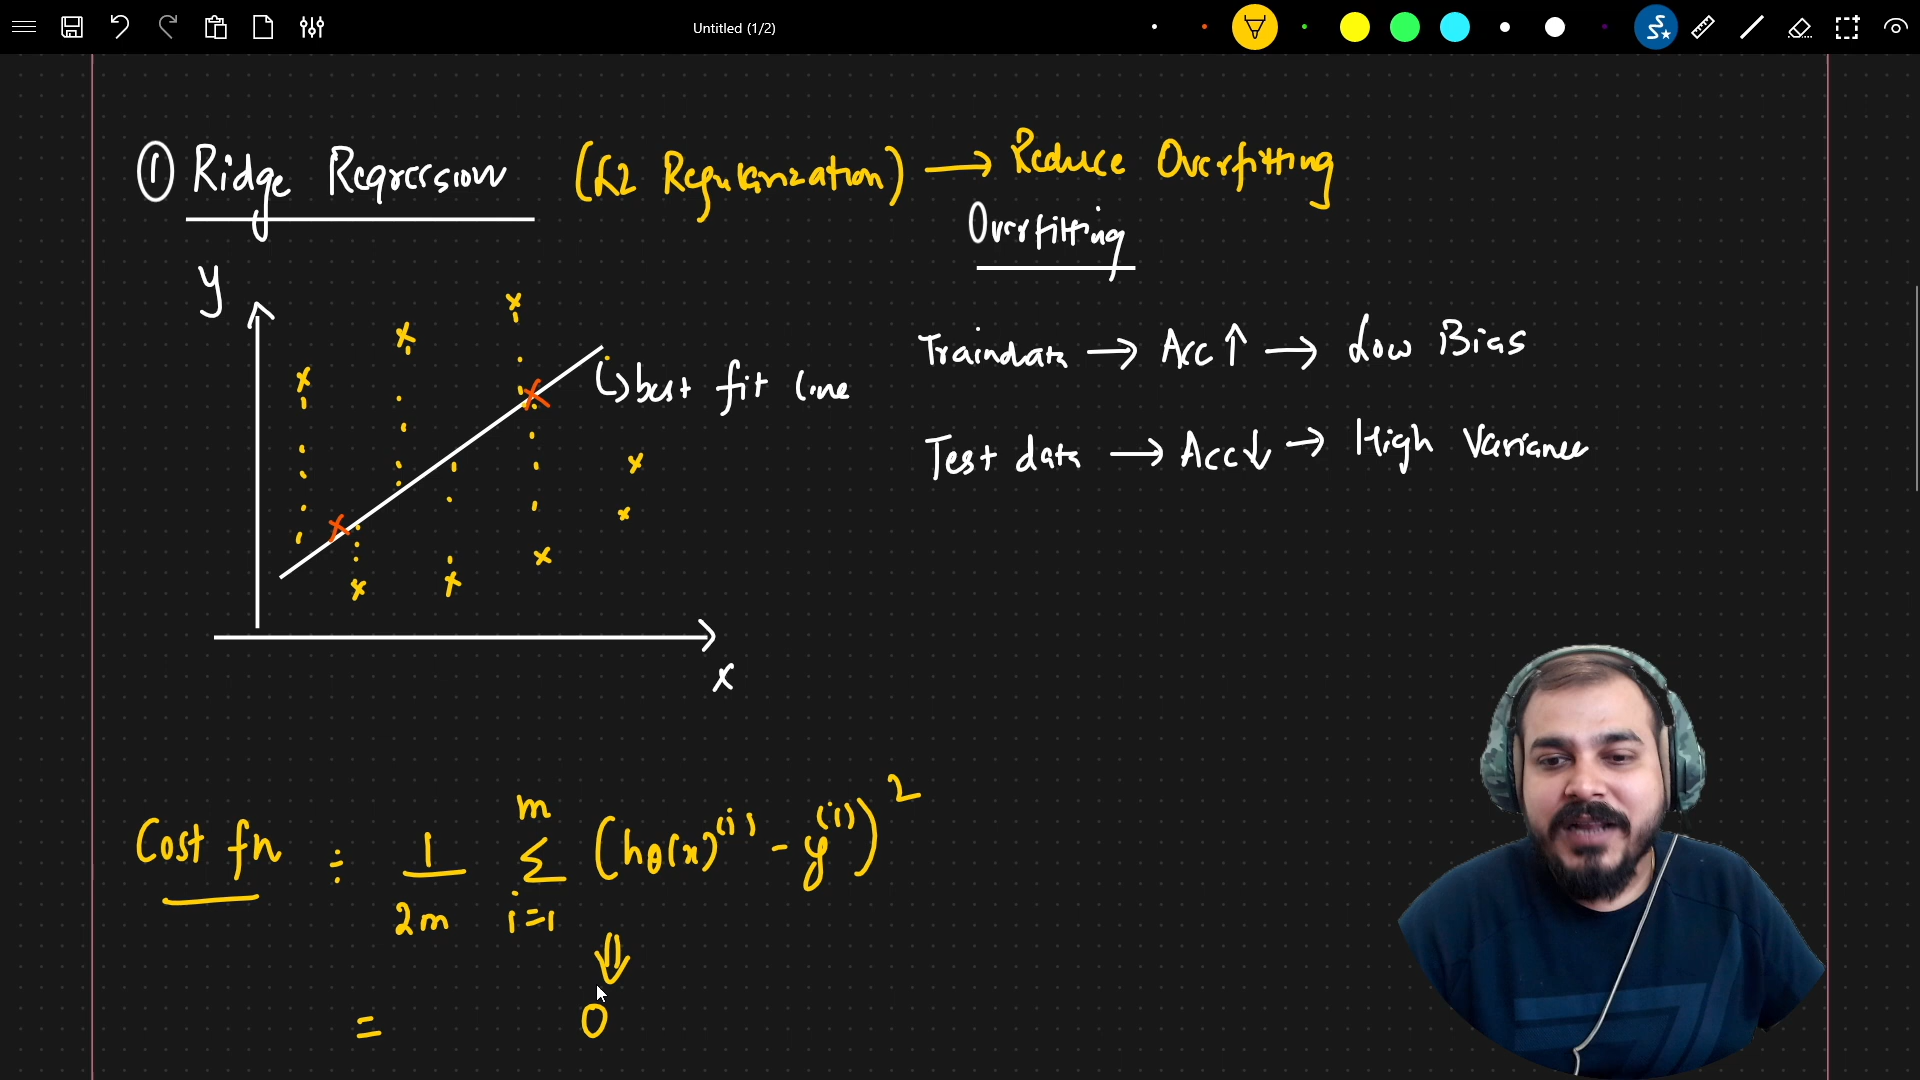 Untitled (1/2)
① Ridge Regression (L2 Regularization) → Reduce Overfitting
Overfitting
y
best fit line
Traindata → Acc ↑ → Low Bias
Test data → Acc ↓ → High Variance
x
Cost fn = 1/2m Σ i=1 m (hθ(x)^(i) - y^(i))^2
⇓
= 0